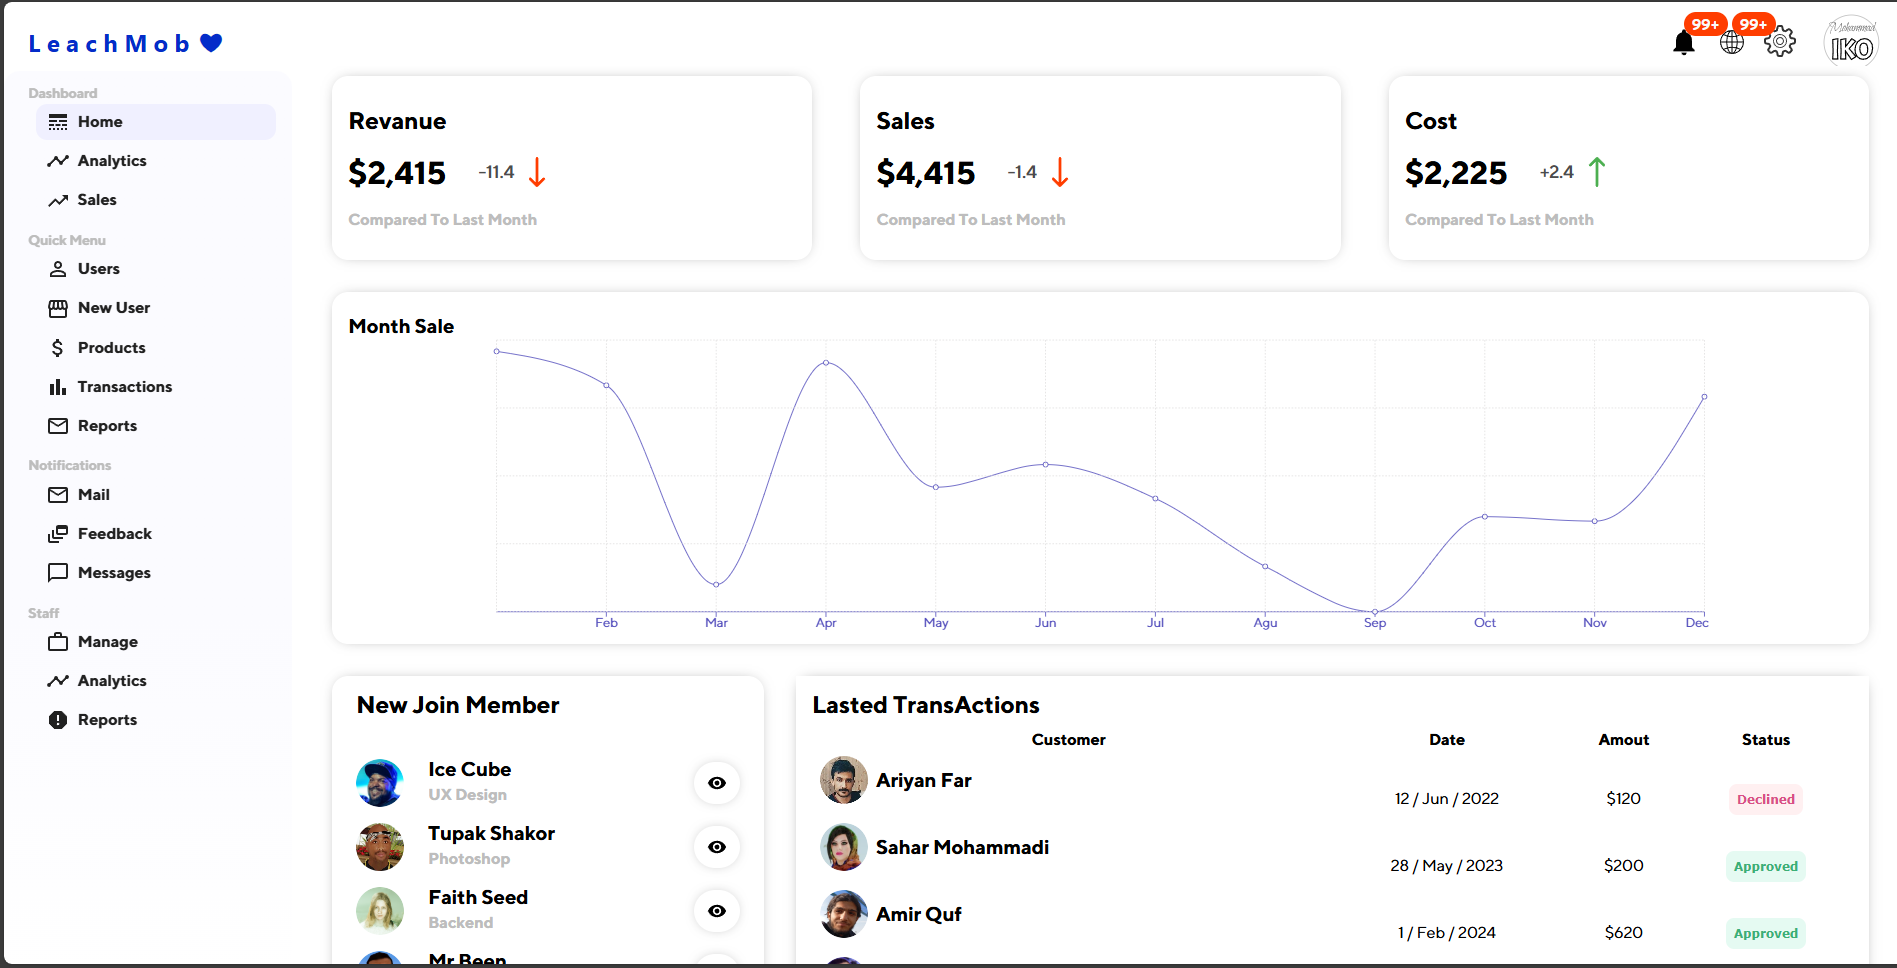 LeachMob
99+
99+
Mohammad
IKO
Dashboard
Home
Analytics
Sales
Quick Menu
Users
New User
Products
Transactions
Reports
Notifications
Mail
Feedback
Messages
Staff
Manage
Analytics
Reports
Revanue
$2,415 -11.4
Compared To Last Month
Sales
$4,415 -1.4
Compared To Last Month
Cost
$2,225 +2.4
Compared To Last Month
Month Sale
Feb Mar Apr May Jun Jul Agu Sep Oct Nov Dec
New Join Member
Ice Cube
UX Design
Tupak Shakor
Photoshop
Faith Seed
Backend
Mr Been
Lasted TransActions
Customer Date Amout Status
Ariyan Far 12 / Jun / 2022 $120 Declined
Sahar Mohammadi 28 / May / 2023 $200 Approved
Amir Quf 1 / Feb / 2024 $620 Approved